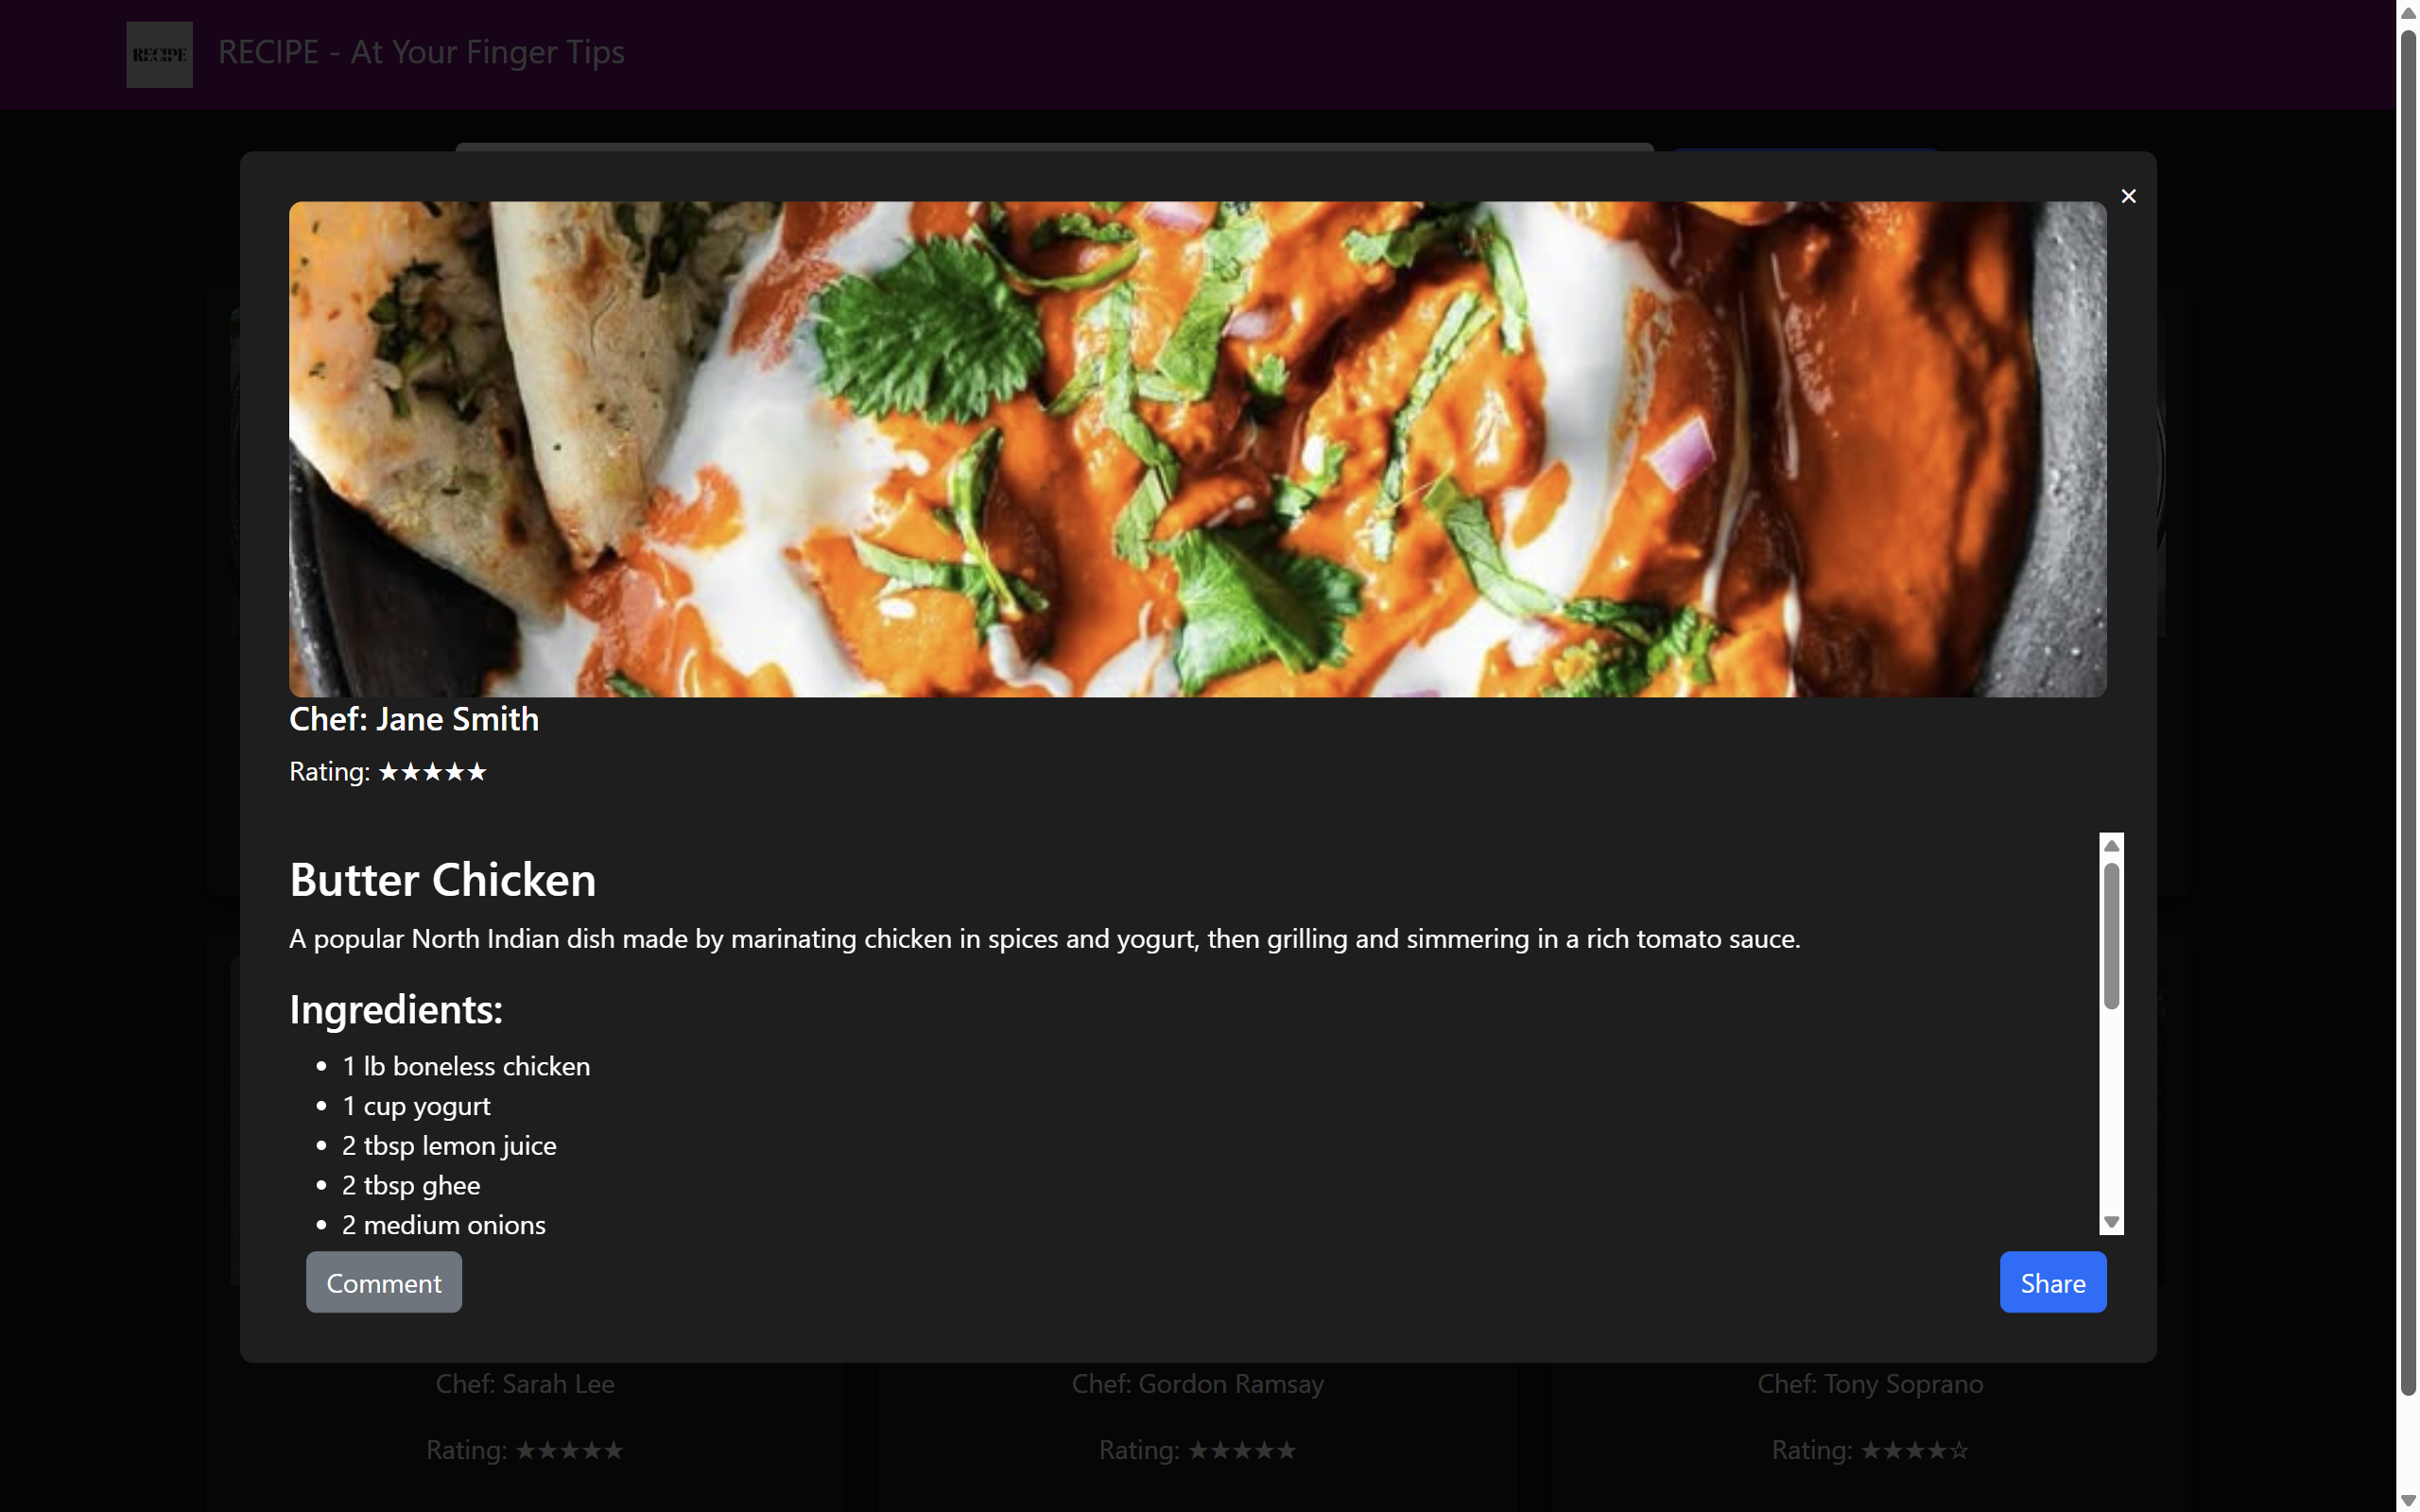 RECIPE
RECIPE - At Your Finger Tips
×
Chef: Jane Smith
Rating: ★★★★★
Butter Chicken
A popular North Indian dish made by marinating chicken in spices and yogurt, then grilling and simmering in a rich tomato sauce.
Ingredients:
• 1 lb boneless chicken
• 1 cup yogurt
• 2 tbsp lemon juice
• 2 tbsp ghee
• 2 medium onions
Comment
Share
Chef: Sarah Lee
Chef: Gordon Ramsay
Chef: Tony Soprano
Rating: ★★★★★
Rating: ★★★★★
Rating: ★★★★☆